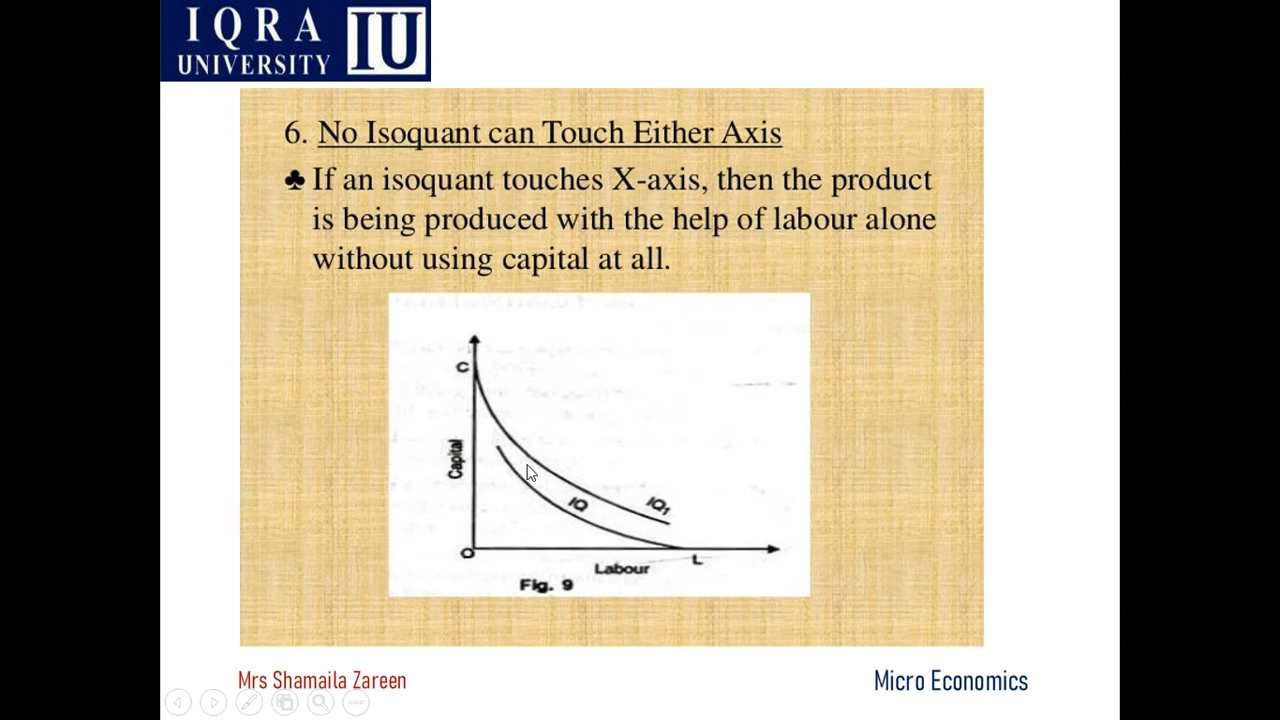 IQRA
UNIVERSITY
IU
6. No Isoquant can Touch Either Axis
♣ If an isoquant touches X-axis, then the product
is being produced with the help of labour alone
without using capital at all.
C
Capital
IQ
IQ1
O
Labour
L
Fig. 9
Mrs Shamaila Zareen
Micro Economics